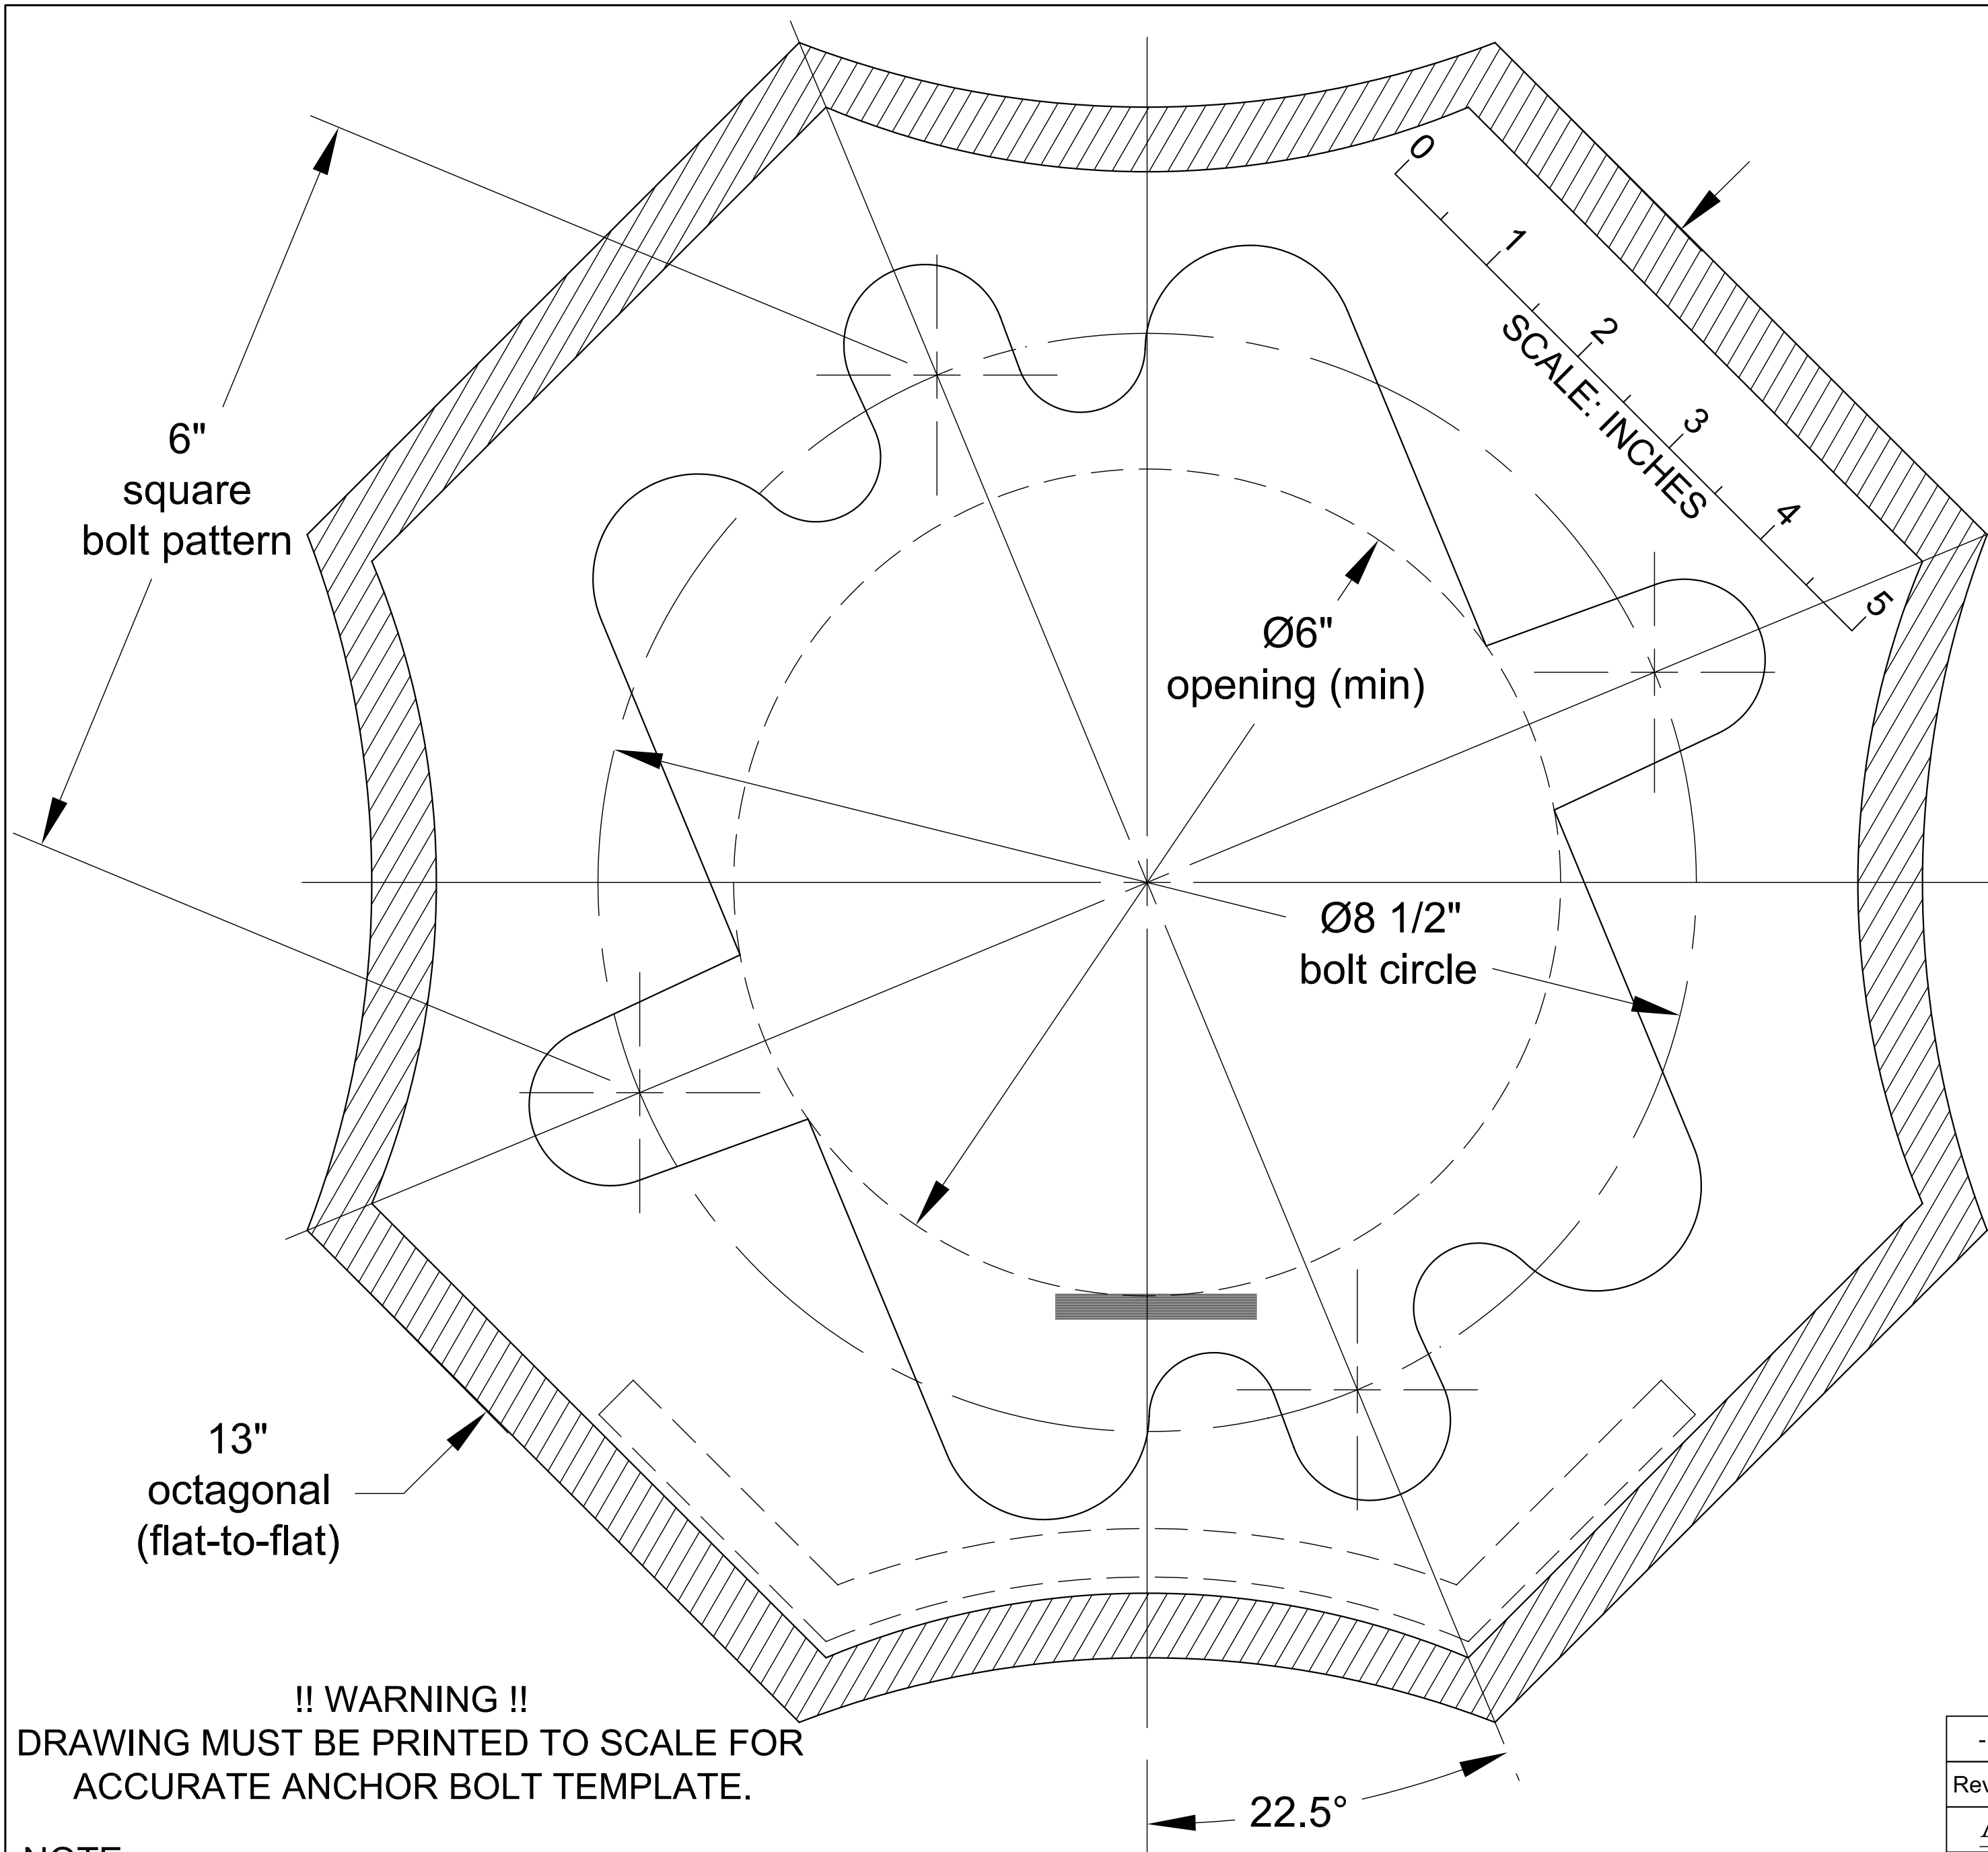 0
1
2
3
4
5
SCALE: INCHES
6"
square
bolt pattern
Ø6"
opening (min)
Ø8 1/2"
bolt circle
13"
octagonal
(flat-to-flat)
!! WARNING !!
DRAWING MUST BE PRINTED TO SCALE FOR
ACCURATE ANCHOR BOLT TEMPLATE.
22.5°
-
Rev
NOTE